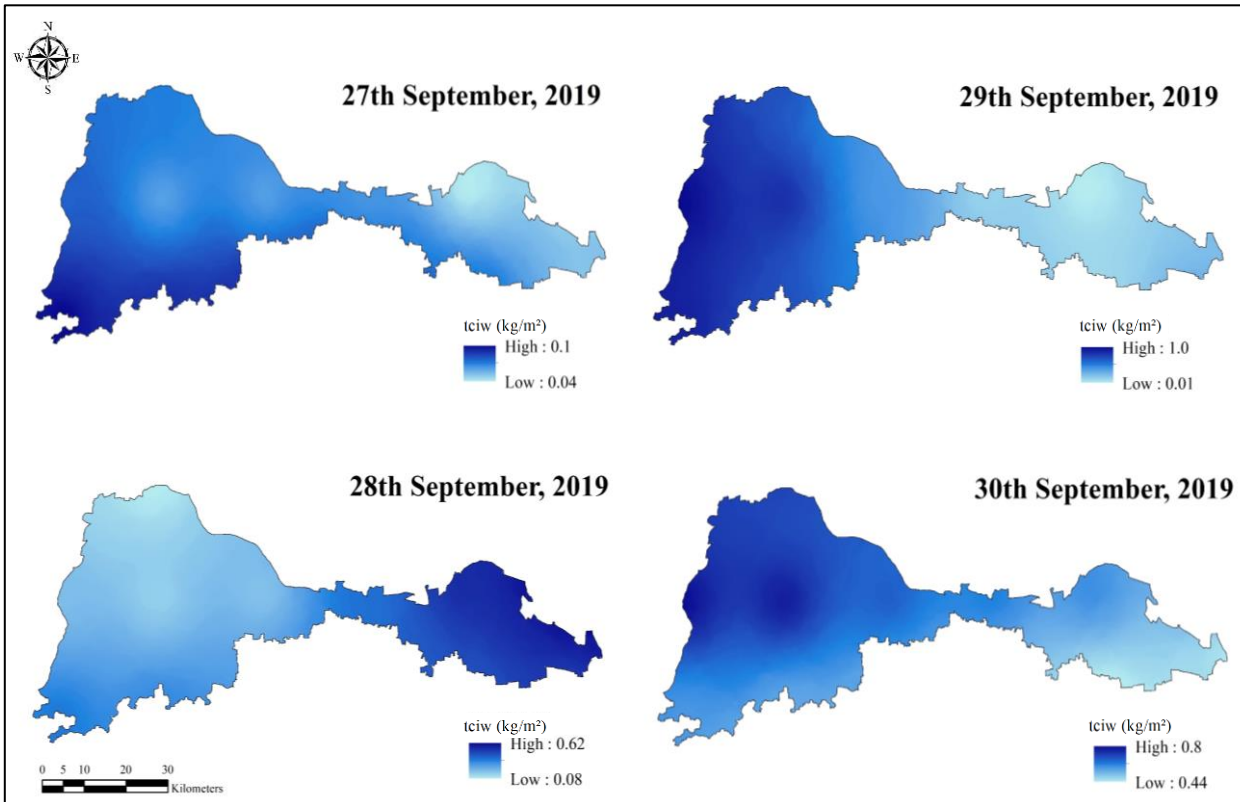 N
W E
S
27th September, 2019
tciw (kg/m²)
High : 0.1
Low : 0.04
29th September, 2019
tciw (kg/m²)
High : 1.0
Low : 0.01
28th September, 2019
tciw (kg/m²)
High : 0.62
Low : 0.08
0 5 10 20 30
Kilometers
30th September, 2019
tciw (kg/m²)
High : 0.8
Low : 0.44